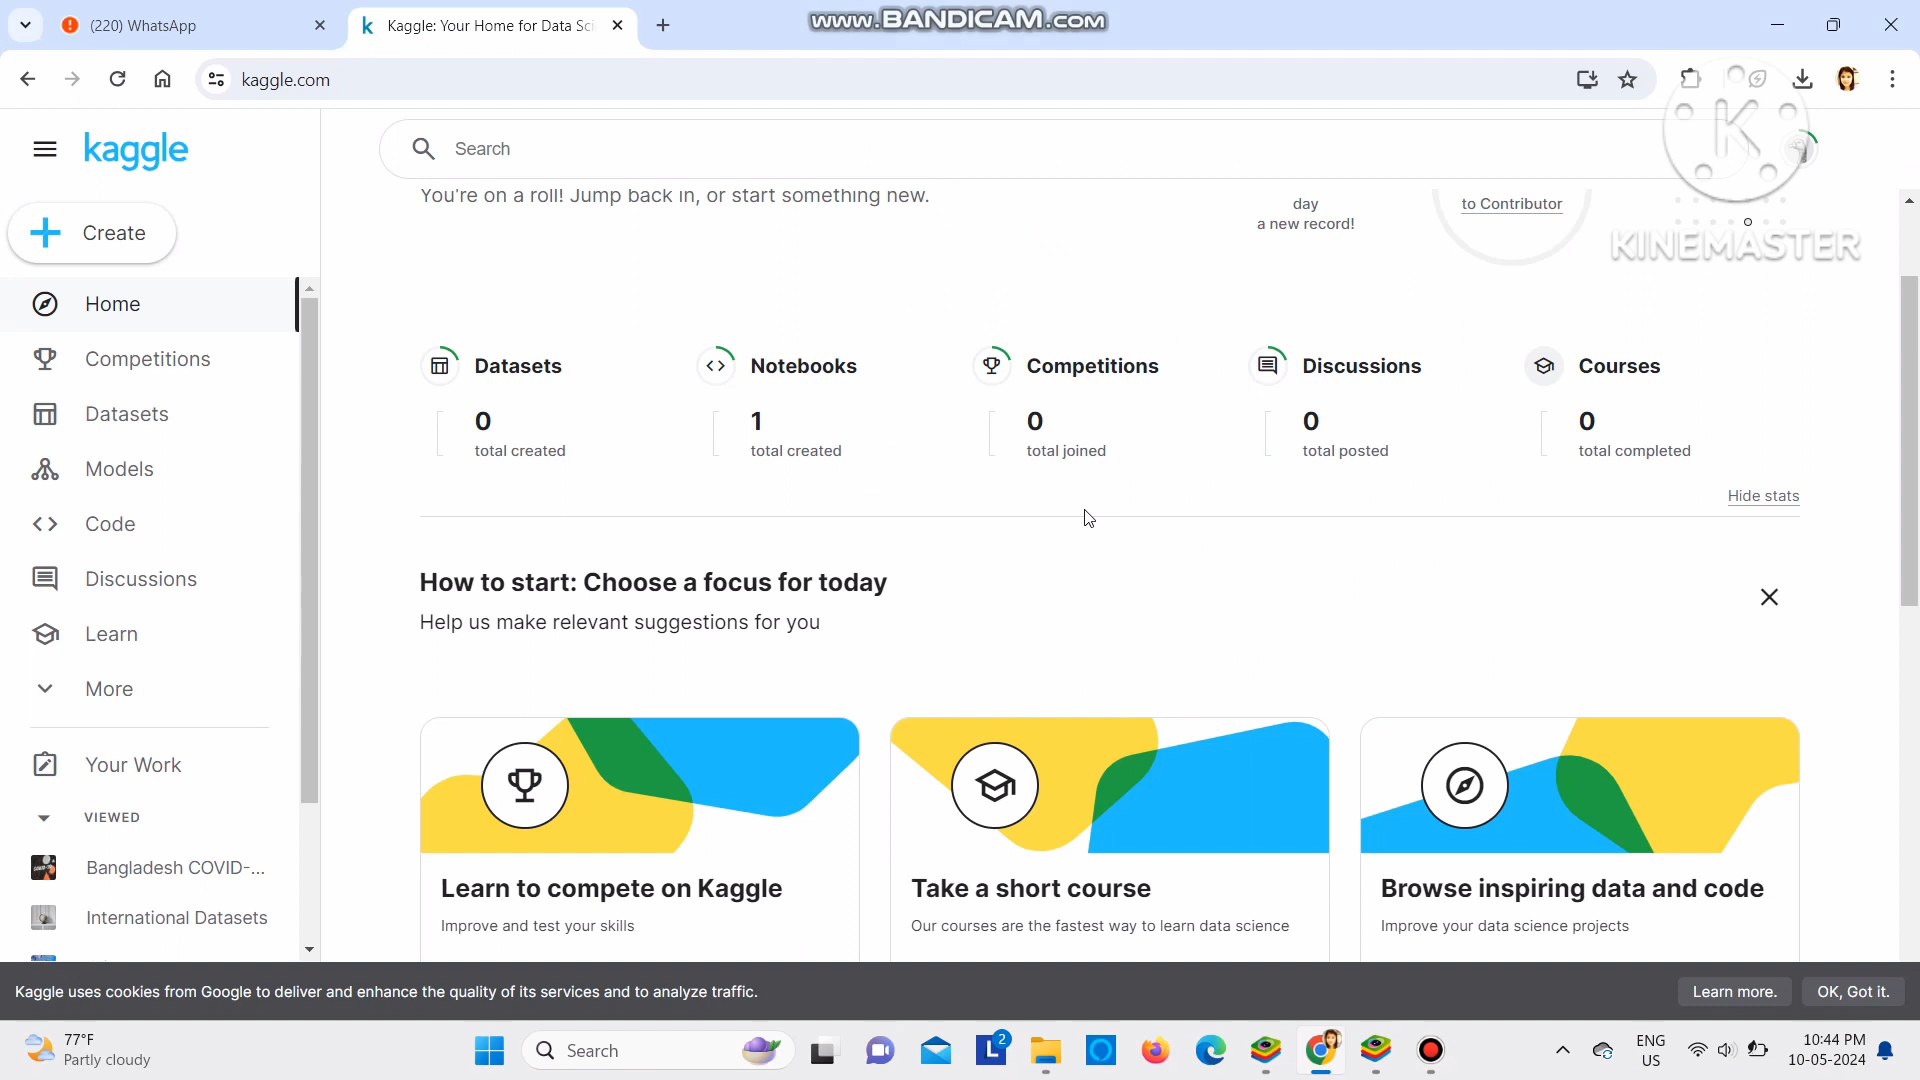 (220) WhatsApp
Kaggle: Your Home for Data Sci
www.BANDICAM.com
kaggle.com
kaggle
Search
K
KINEMASTER
Create
You're on a roll! Jump back in, or start something new.
day
a new record!
to Contributor
Home
Competitions
Datasets
Models
Code
Discussions
Learn
More
Your Work
VIEWED
Bangladesh COVID-...
International Datasets
Datasets
0
total created
Notebooks
1
total created
Competitions
0
total joined
Discussions
0
total posted
Courses
0
total completed
Hide stats
How to start: Choose a focus for today
Help us make relevant suggestions for you
Learn to compete on Kaggle
Improve and test your skills
Take a short course
Our courses are the fastest way to learn data science
Browse inspiring data and code
Improve your data science projects
Kaggle uses cookies from Google to deliver and enhance the quality of its services and to analyze traffic.
Learn more.
OK, Got it.
77°F
Partly cloudy
Search
L
2
ENG
US
10:44 PM
10-05-2024